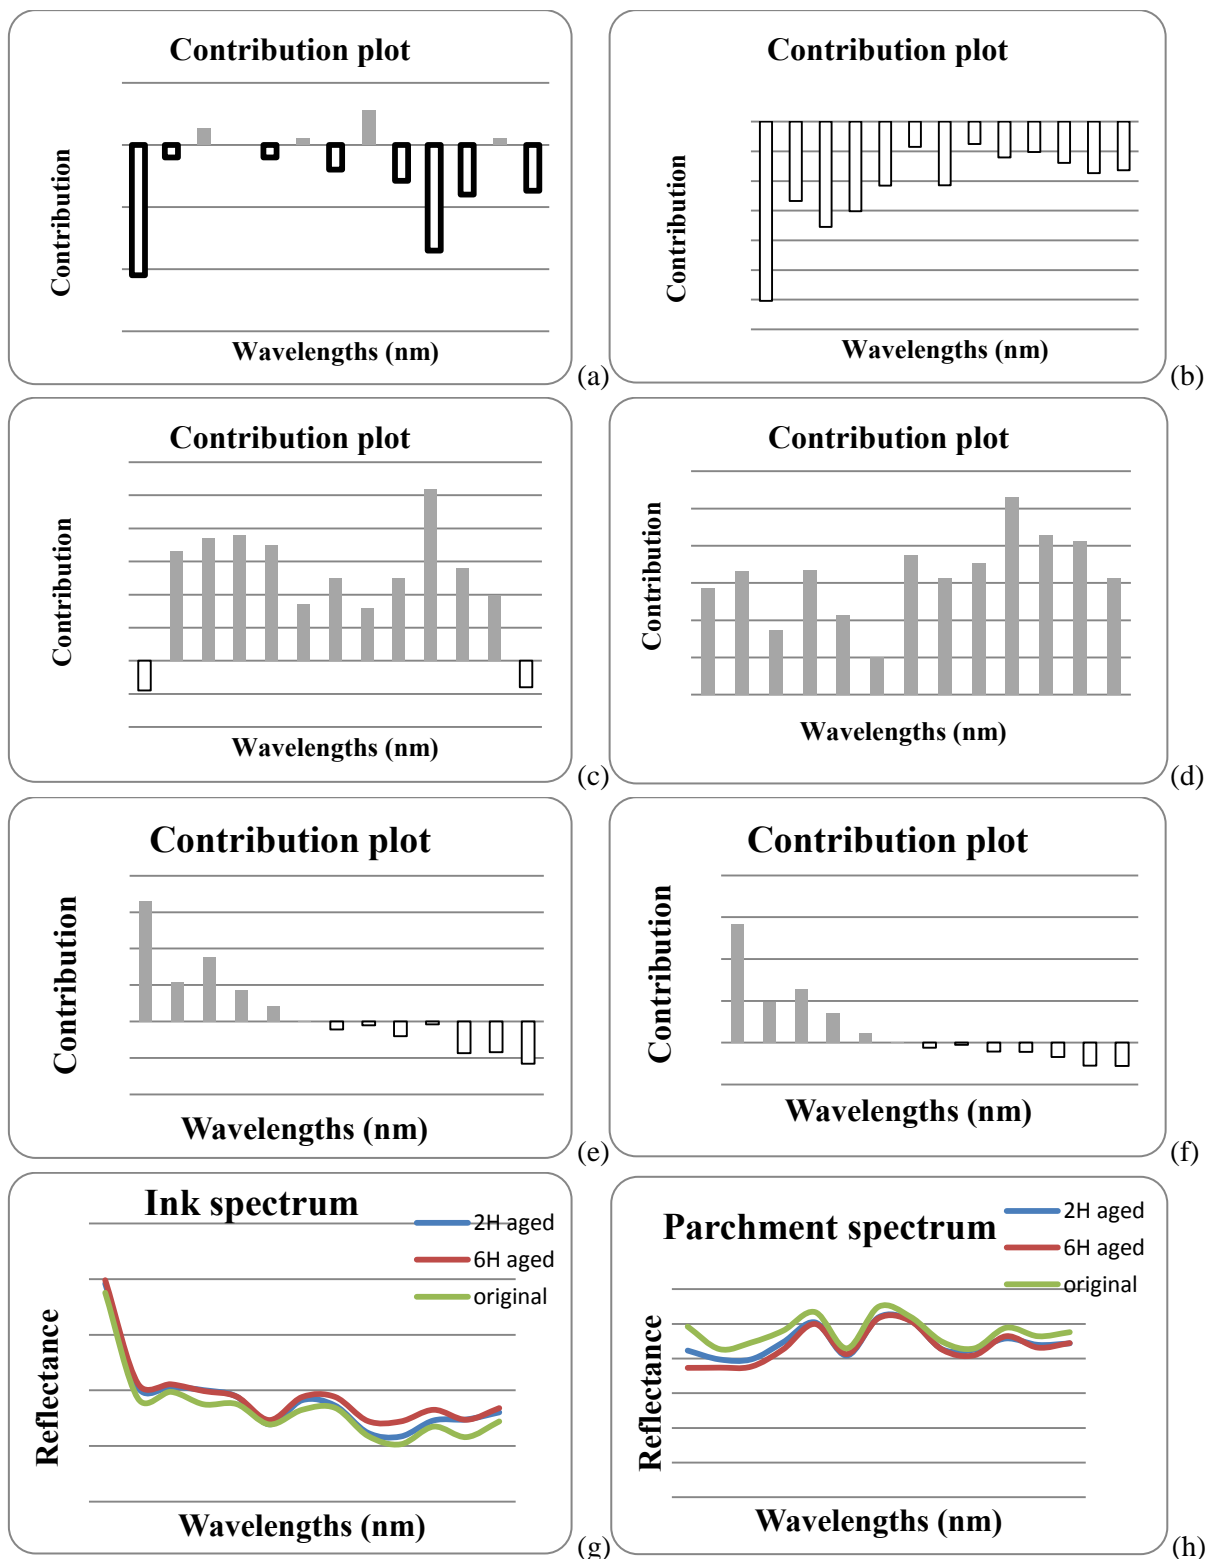 Contribution plot
Contribution
Wavelengths (nm)
(a)
Contribution plot
Contribution
Wavelengths (nm)
(b)
Contribution plot
Contribution
Wavelengths (nm)
(c)
Contribution plot
Contribution
Wavelengths (nm)
(d)
Contribution plot
Contribution
Wavelengths (nm)
(e)
Contribution plot
Contribution
Wavelengths (nm)
(f)
Ink spectrum
2H aged
6H aged
original
Reflectance
Wavelengths (nm)
(g)
Parchment spectrum
2H aged
6H aged
original
Reflectance
Wavelengths (nm)
(h)